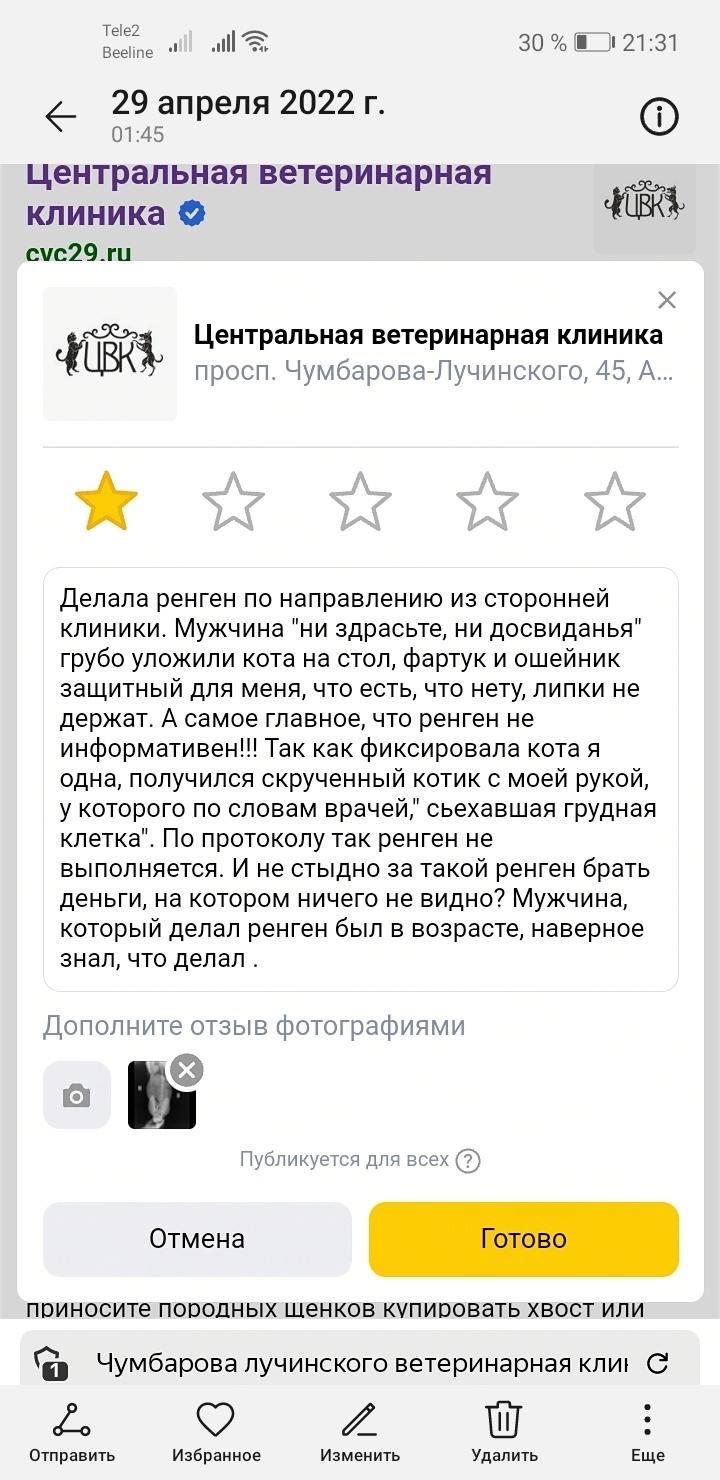 Tele2
Beeline
30 % 21:31
29 апреля 2022 г.
01:45
Центральная ветеринарная
клиника
cvc29.ru
ЦВК
ЦВК
Центральная ветеринарная клиника
просп. Чумбарова-Лучинского, 45, А...
Делала ренген по направлению из сторонней
клиники. Мужчина "ни здрасьте, ни досвиданья"
грубо уложили кота на стол, фартук и ошейник
защитный для меня, что есть, что нету, липки не
держат. А самое главное, что ренген не
информативен!!! Так как фиксировала кота я
одна, получился скрученный котик с моей рукой,
у которого по словам врачей," сьехавшая грудная
клетка". По протоколу так ренген не
выполняется. И не стыдно за такой ренген брать
деньги, на котором ничего не видно? Мужчина,
который делал ренген был в возрасте, наверное
знал, что делал .
Дополните отзыв фотографиями
Публикуется для всех ?
Отмена
Готово
приносите породных щенков купировать хвост или
1
Чумбарова лучинского ветеринарная кли
Отправить
Избранное
Изменить
Удалить
Еще